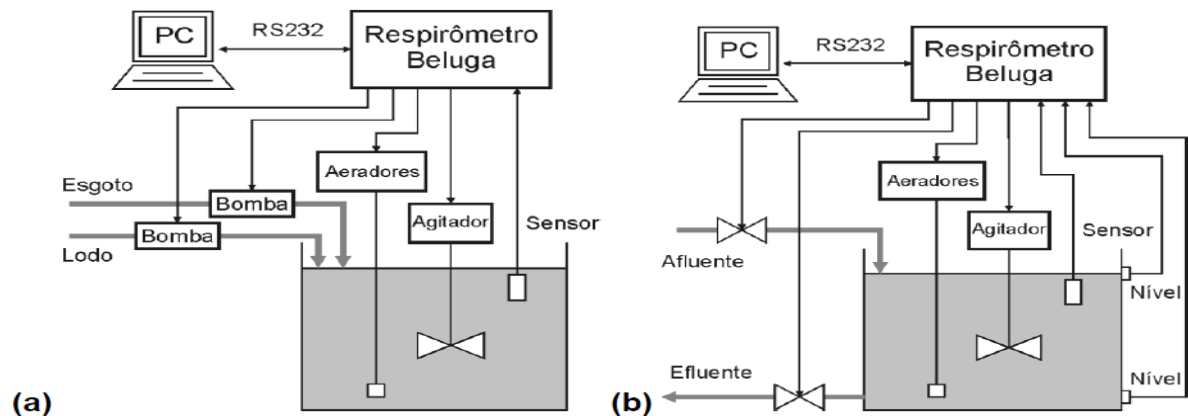 PC
RS232
Respirômetro
Beluga
Aeradores
Esgoto
Bomba
Agitador
Sensor
Bomba
Lodo
(a)
PC
RS232
Respirômetro
Beluga
Aeradores
Agitador
Sensor
Afluente
Nível
Efluente
Nível
(b)